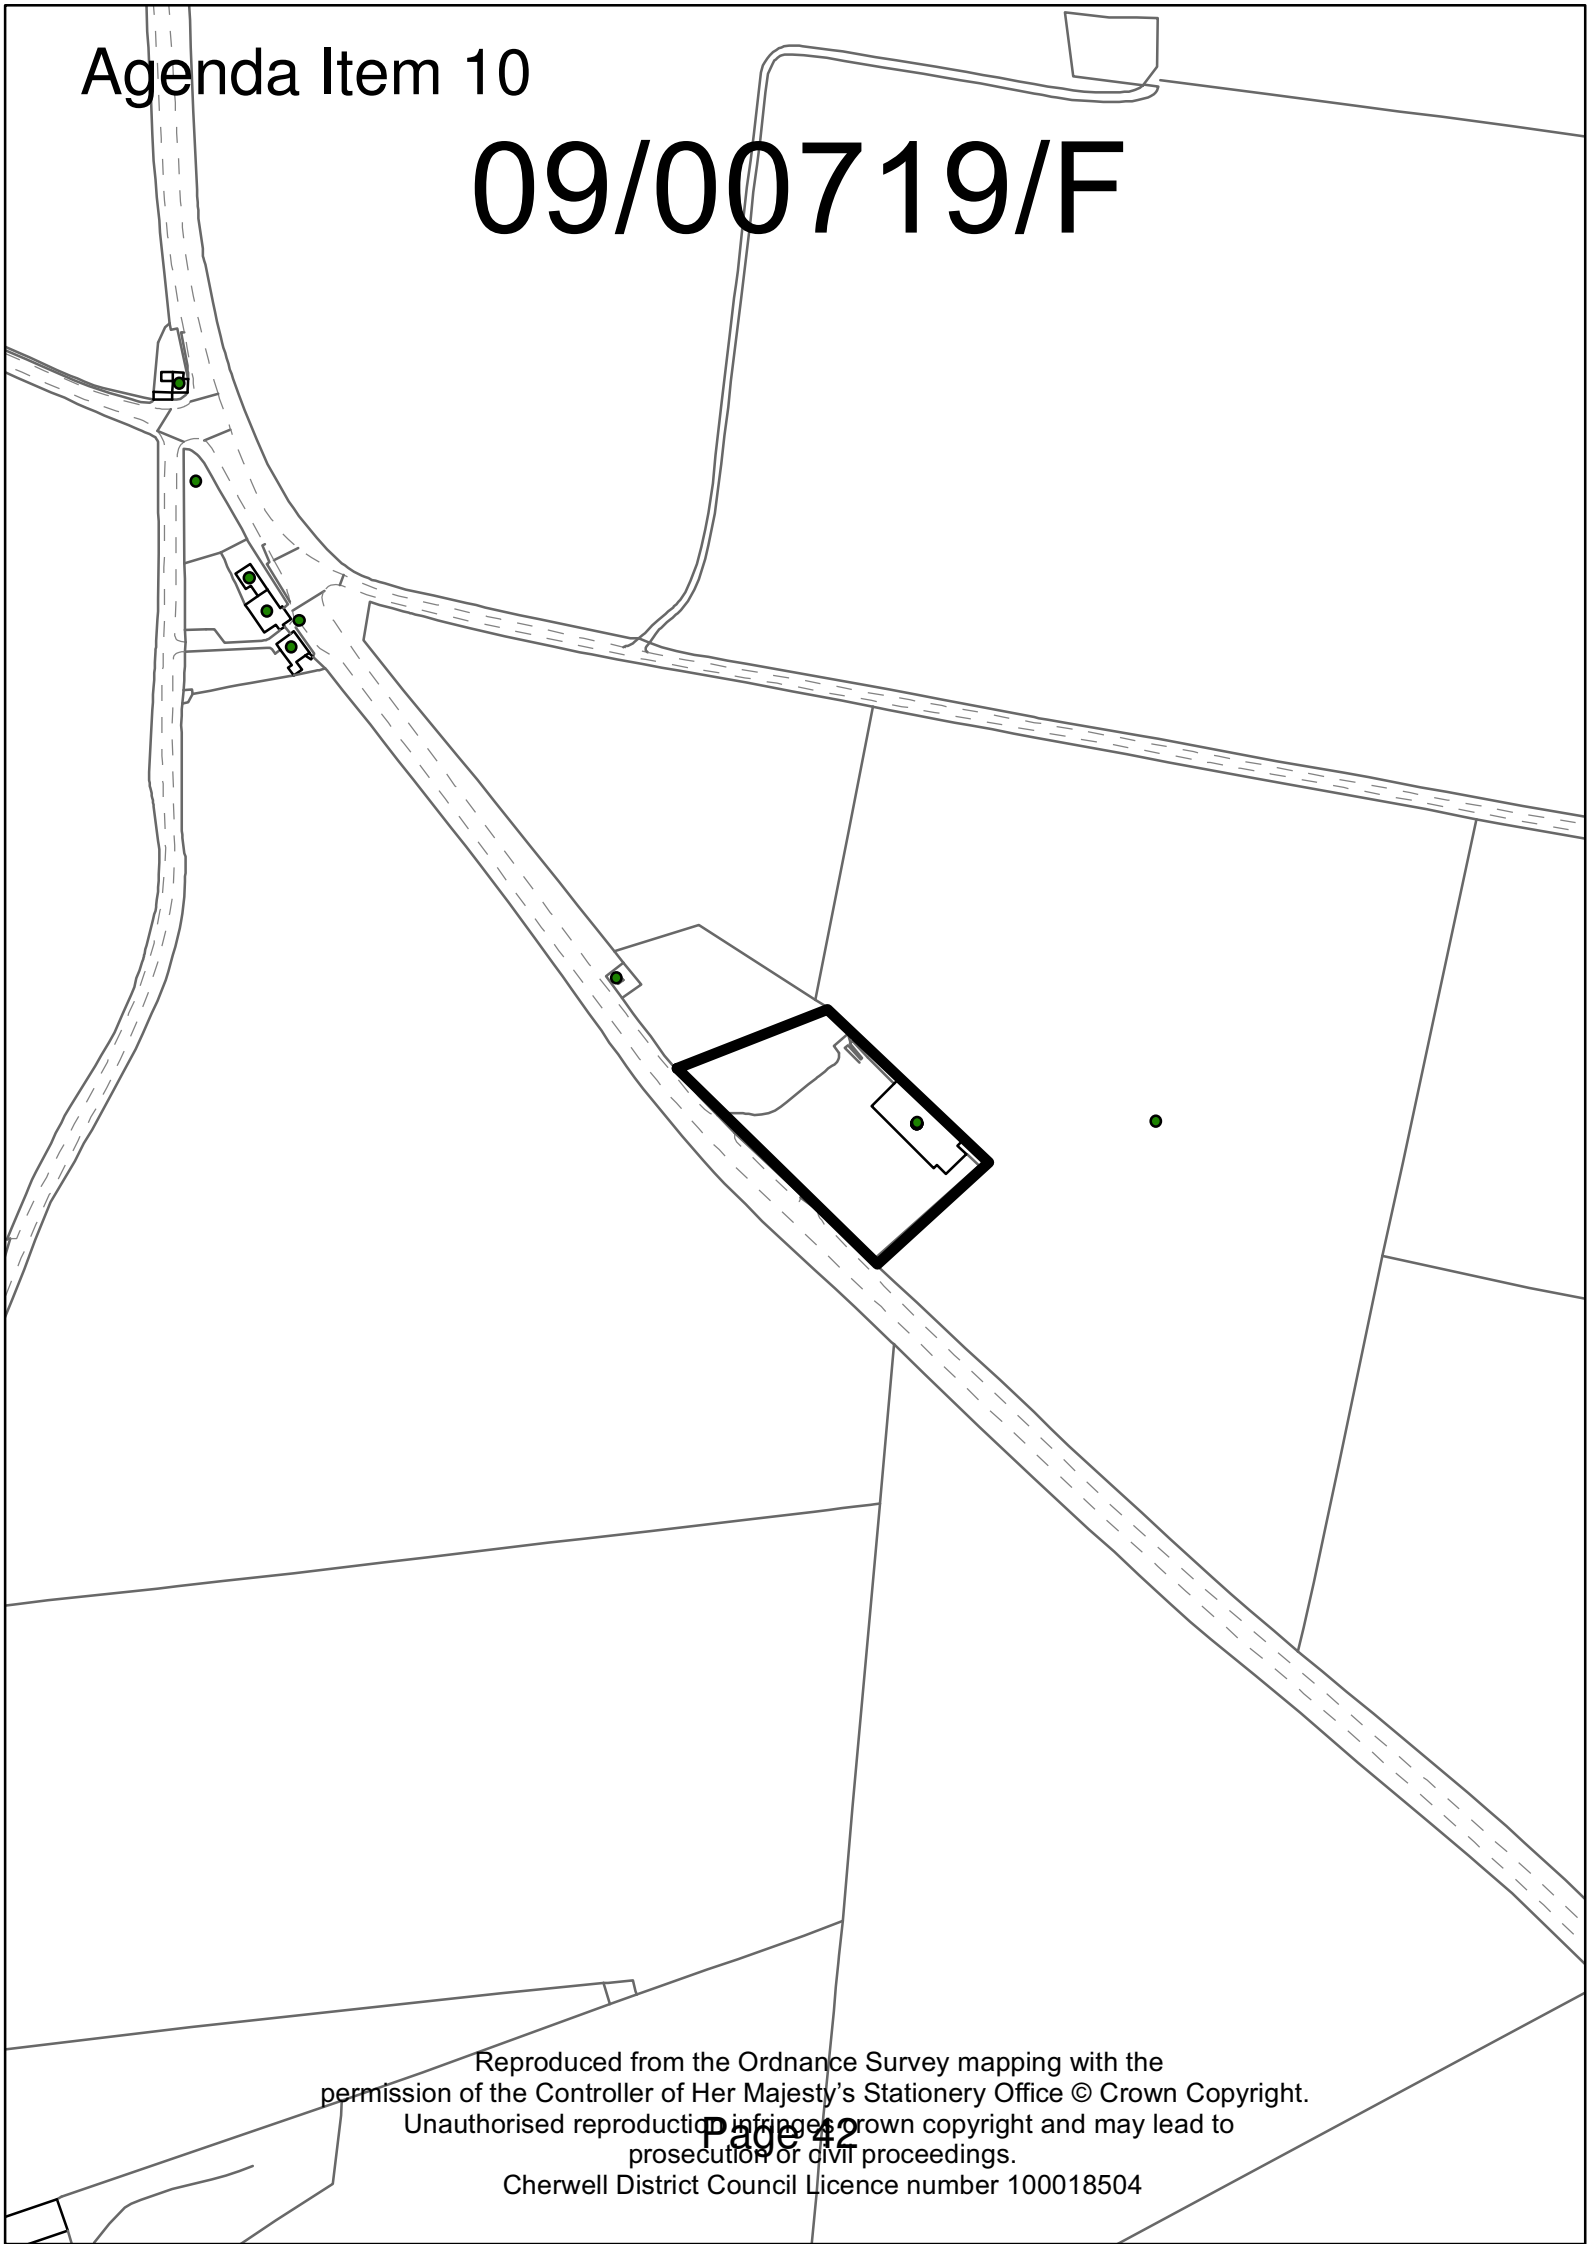 Agenda Item 10
09/00719/F
Reproduced from the Ordnance Survey mapping with the
permission of the Controller of Her Majesty's Stationery Office © Crown Copyright.
Unauthorised reproduction infringes crown copyright and may lead to
Page 42
prosecution or civil proceedings.
Cherwell District Council Licence number 100018504